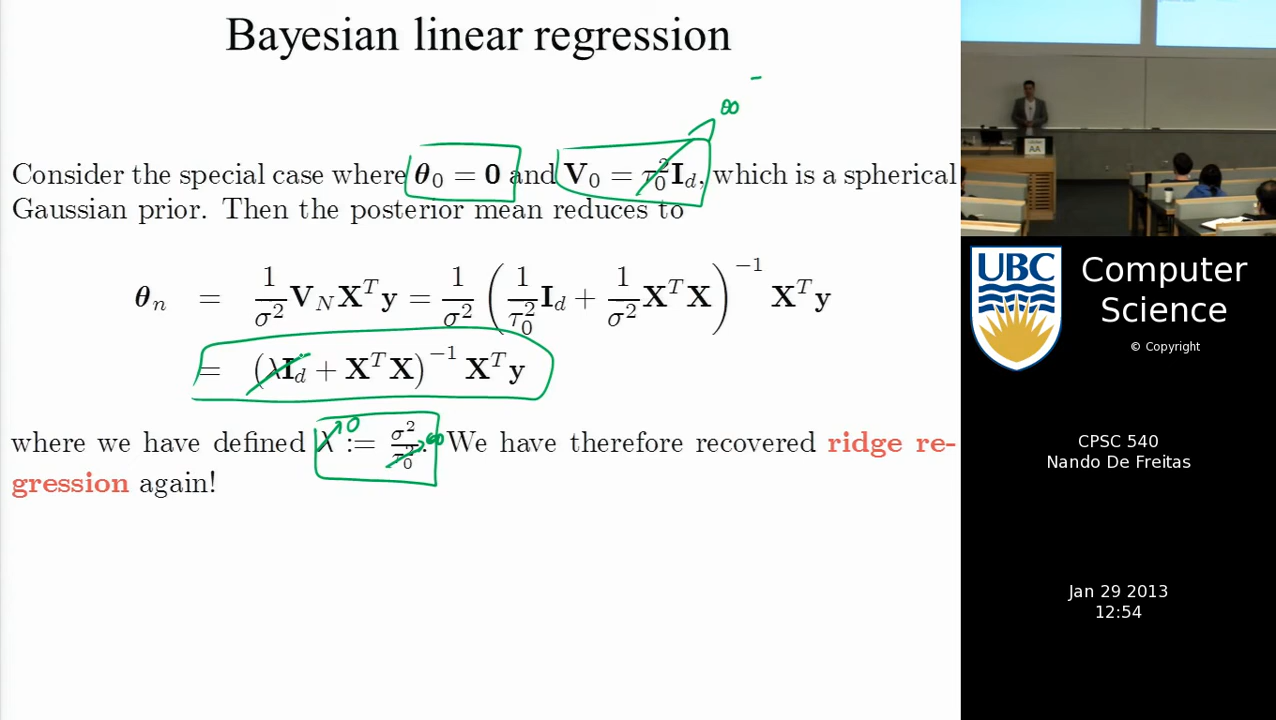 Bayesian linear regression
∞
Consider the special case where θ₀ = 0 and V₀ = τ₀²I_d, which is a spherical
Gaussian prior. Then the posterior mean reduces to
θₙ = 1/σ² V_N Xᵀy = 1/σ² (1/τ₀² I_d + 1/σ² XᵀX)⁻¹ Xᵀy
= (λI_d + XᵀX)⁻¹ Xᵀy
0
∞
where we have defined λ := σ²/τ₀². We have therefore recovered ridge re-
gression again!
UBC
Computer
Science
© Copyright
CPSC 540
Nando De Freitas
Jan 29 2013
12:54